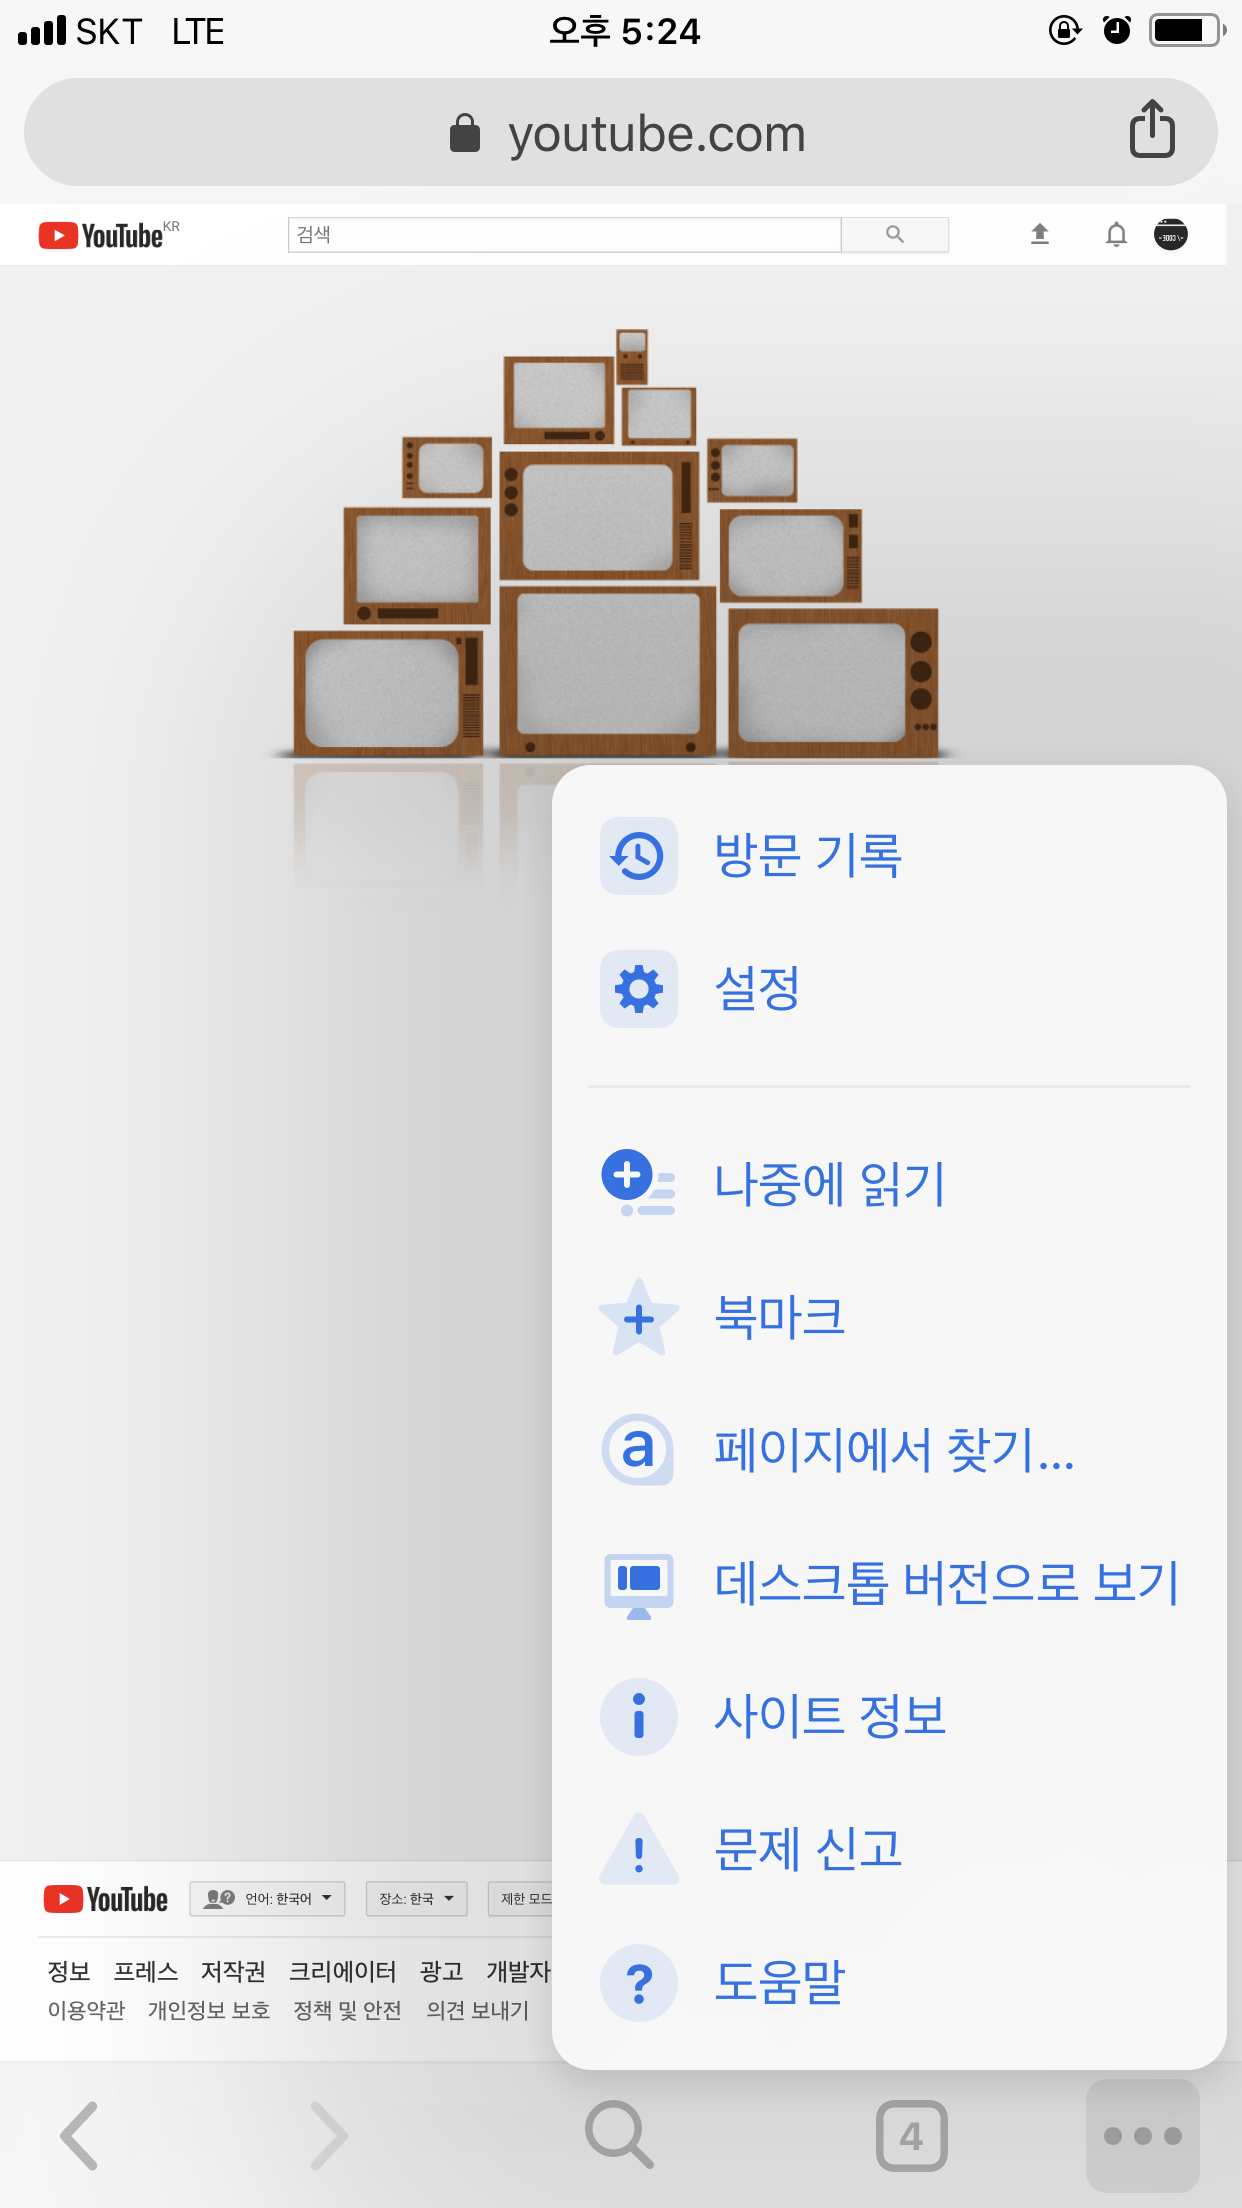 SKT LTE 오후 5:24
youtube.com
YouTube KR 검색
방문 기록
설정
나중에 읽기
북마크
a 페이지에서 찾기...
데스크톱 버전으로 보기
사이트 정보
문제 신고
도움말
YouTube 언어: 한국어 장소: 한국 제한 모드
정보 프레스 저작권 크리에이터 광고 개발자
이용약관 개인정보 보호 정책 및 안전 의견 보내기
4